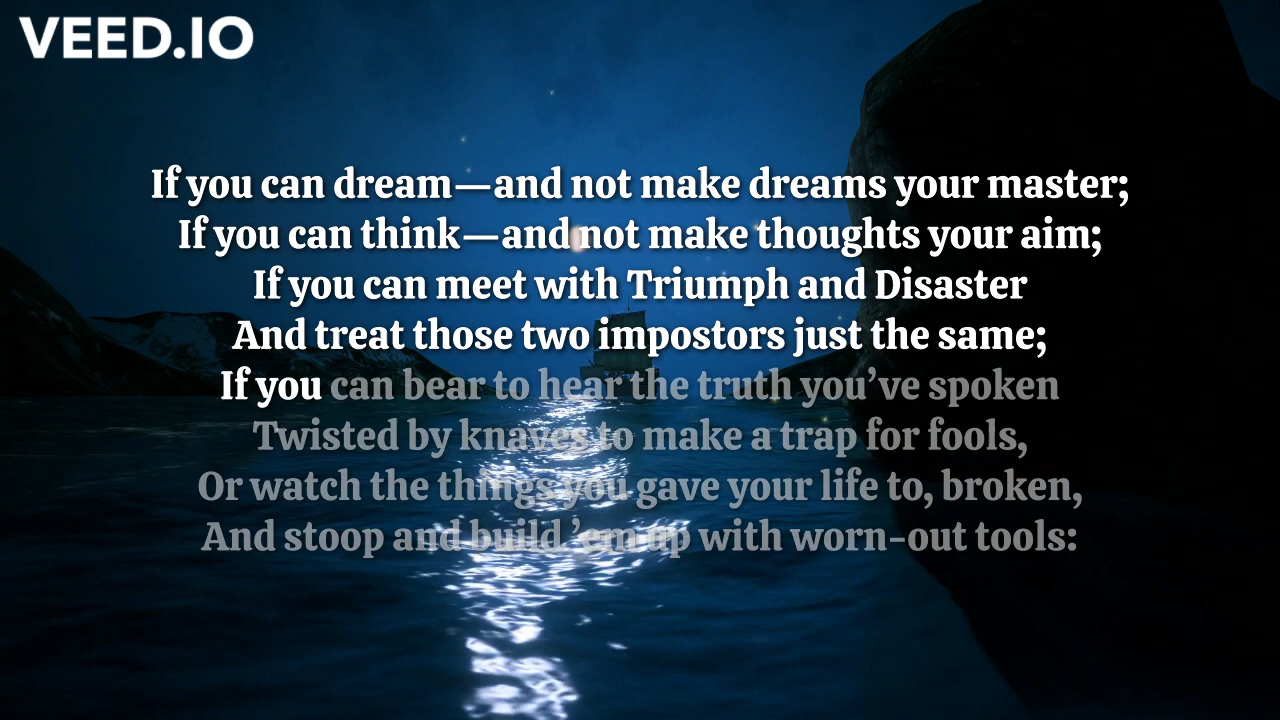 VEED.IO
If you can dream—and not make dreams your master;
If you can think—and not make thoughts your aim;
If you can meet with Triumph and Disaster
And treat those two impostors just the same;
If you can bear to hear the truth you’ve spoken
Twisted by knaves to make a trap for fools,
Or watch the things you gave your life to, broken,
And stoop and build ’em up with worn-out tools: